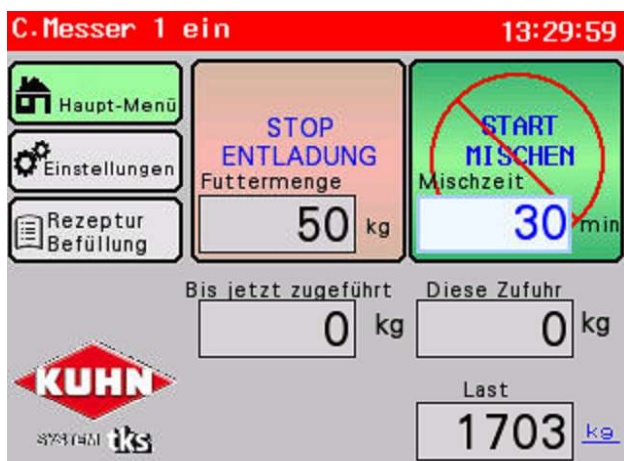 C.Messer 1 ein
13:29:59
Haupt-Menü
Einstellungen
Rezeptur
Befüllung
STOP
ENTLADUNG
Futtermenge
50 kg
START
MISCHEN
Mischzeit
30 min
Bis jetzt zugeführt
0 kg
Diese Zufuhr
0 kg
KUHN
SYSTEM tks
Last
1703 kg